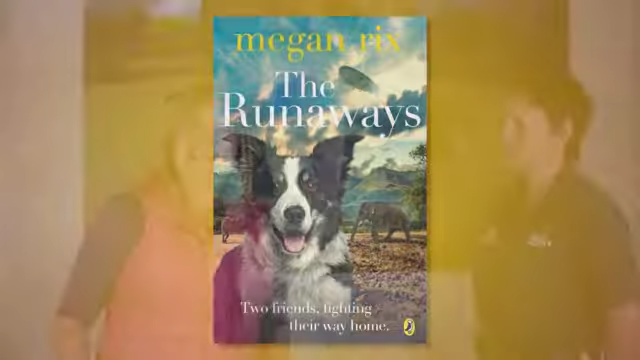 megan rix
The
Runaways
Two friends, fighting
their way home.